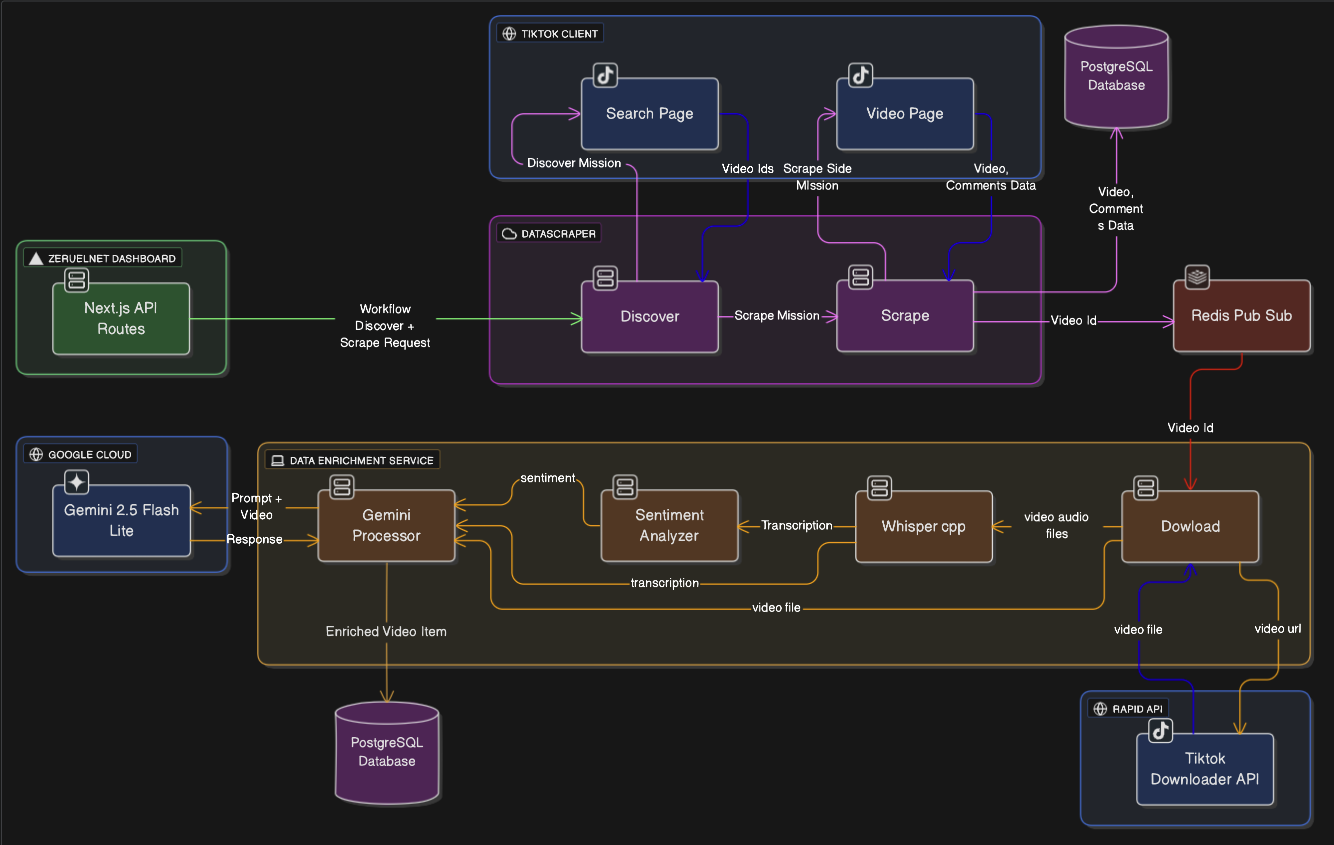 TIKTOK CLIENT
Search Page
Video Page
Discover Mission
Video Ids
Scrape Side
MIssion
Video,
Comments Data
PostgreSQL
Database
Video,
Comment
s Data
ZERUELNET DASHBOARD
Next.js API
Routes
Workflow
Discover +
Scrape Request
DATASCRAPER
Discover
Scrape Mission
Scrape
Video Id
Redis Pub Sub
Video Id
GOOGLE CLOUD
Gemini 2.5 Flash
Lite
Prompt +
Video
Response
DATA ENRICHMENT SERVICE
Gemini
Processor
sentiment
Sentiment
Analyzer
Transcription
Whisper cpp
video audio
files
Dowload
transcription
video file
Enriched Video Item
video file
video url
PostgreSQL
Database
RAPID API
Tiktok
Downloader API